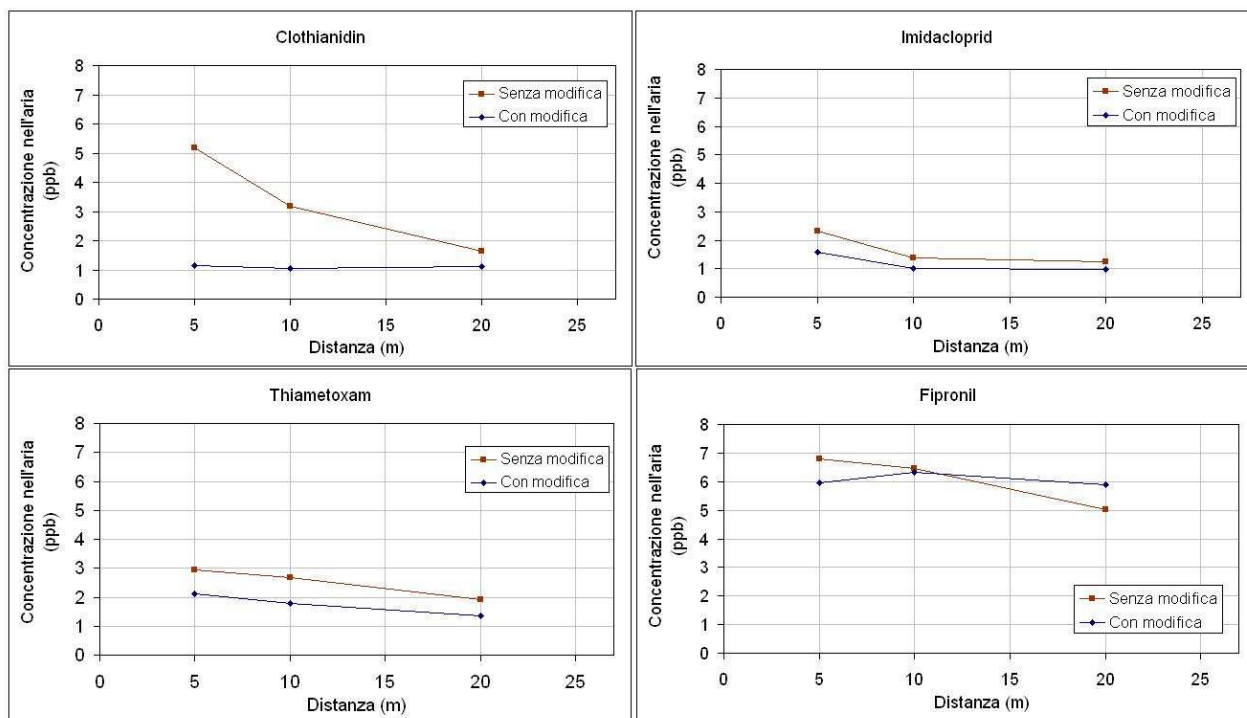 Clothianidin
Concentrazione nell'aria
(ppb)
8
7
6
5
4
3
2
1
0
Senza modifica
Con modifica
0 5 10 15 20 25
Distanza (m)
Imidacloprid
Concentrazione nell'aria
(ppb)
8
7
6
5
4
3
2
1
0
Senza modifica
Con modifica
0 5 10 15 20 25
Distanza (m)
Thiametoxam
Concentrazione nell'aria
(ppb)
8
7
6
5
4
3
2
1
0
Senza modifica
Con modifica
0 5 10 15 20 25
Distanza (m)
Fipronil
Concentrazione nell'aria
(ppb)
8
7
6
5
4
3
2
1
0
Senza modifica
Con modifica
0 5 10 15 20 25
Distanza (m)